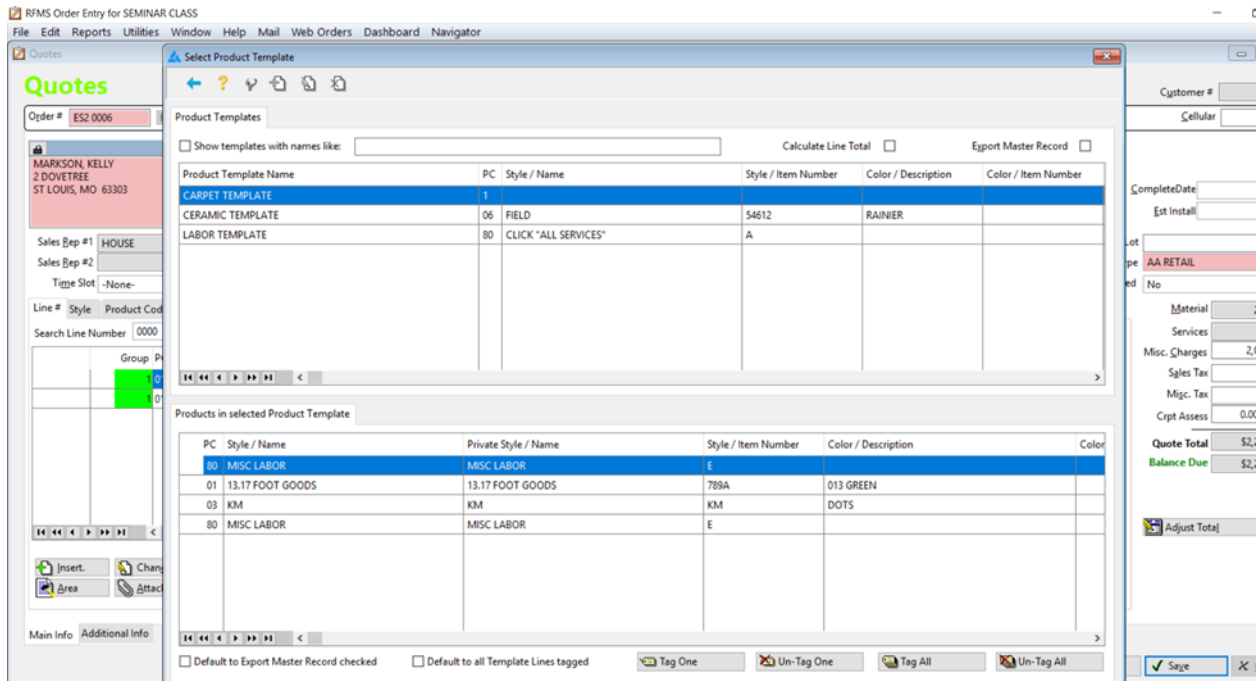 RFMS Order Entry for SEMINAR CLASS
File Edit Reports Utilities Window Help Mail Web Orders Dashboard Navigator
Quotes
Select Product Template
Quotes
Customer #
Order # ES2 0006
Product Templates
Cellular
Show templates with names like:
Calculate Line Total
Export Master Record
MARKSON, KELLY
2 DOVETREE
ST LOUIS, MO 63303
Product Template Name PC Style / Name Style / Item Number Color / Description Color / Item Number
CARPET TEMPLATE 1
CERAMIC TEMPLATE 06 FIELD 54612 RAINIER
LABOR TEMPLATE 80 CLICK "ALL SERVICES" A
CompleteDate
Est Install
Sales Rep #1 HOUSE
Lot
Sales Rep #2
AA RETAIL
Time Slot -None-
No
Line # Style Product Cod
Search Line Number 0000
Group
1
1
Material
Services
Misc. Charges
Sales Tax
Misc. Tax
Crpt Assess 0.00
Quote Total
Balance Due
Products in selected Product Template
PC Style / Name Private Style / Name Style / Item Number Color / Description Color
80 MISC LABOR MISC LABOR E
01 13.17 FOOT GOODS 13.17 FOOT GOODS 789A 013 GREEN
03 KM KM KM DOTS
80 MISC LABOR MISC LABOR E
Adjust Total
Insert. Chan
Area Attac
Main Info Additional Info
Default to Export Master Record checked
Default to all Template Lines tagged
Tag One
Un-Tag One
Tag All
Un-Tag All
Save